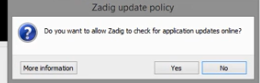 Zadig update policy
Do you want to allow Zadig to check for application updates online?
More information
Yes
No